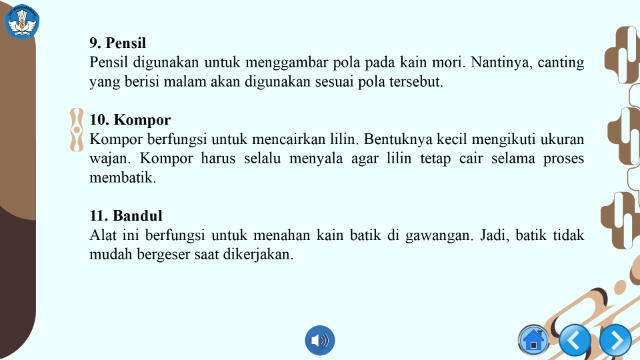 9. Pensil
Pensil digunakan untuk menggambar pola pada kain mori. Nantinya, canting
yang berisi malam akan digunakan sesuai pola tersebut.
10. Kompor
Kompor berfungsi untuk mencairkan lilin. Bentuknya kecil mengikuti ukuran
wajan. Kompor harus selalu menyala agar lilin tetap cair selama proses
membatik.
11. Bandul
Alat ini berfungsi untuk menahan kain batik di gawangan. Jadi, batik tidak
mudah bergeser saat dikerjakan.